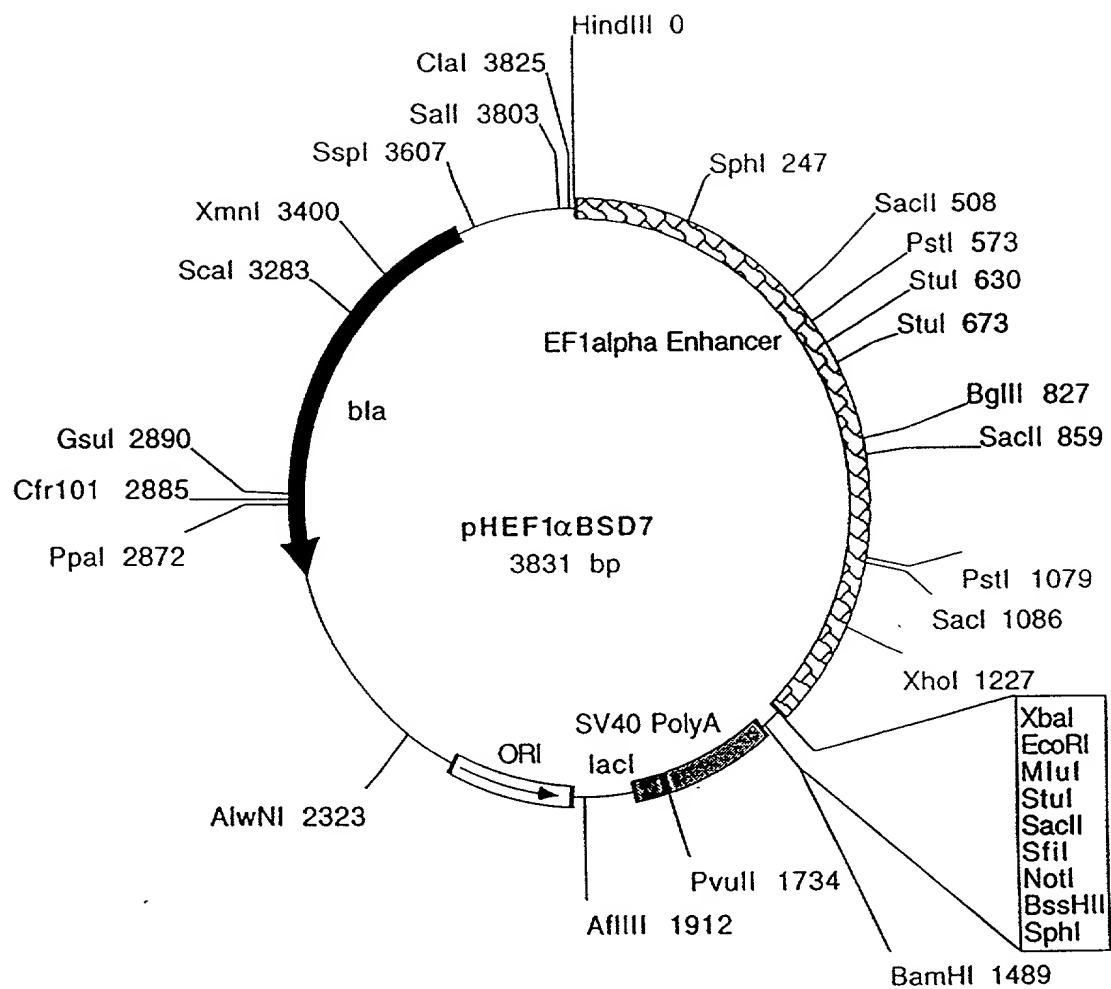 HindIII 0
ClaI 3825
SalI 3803
SspI 3607
XmnI 3400
ScaI 3283
SphI 247
SacII 508
PstI 573
StuI 630
StuI 673
EF1alpha Enhancer
BglII 827
SacII 859
bla
GsuI 2890
Cfr101 2885
PpaI 2872
pHEF1αBSD7
3831 bp
PstI 1079
SacI 1086
XhoI 1227
SV40 PolyA
lacI
ORI
AlwNI 2323
PvuII 1734
AflIII 1912
BamHI 1489
XbaI
EcoRI
MluI
StuI
SacII
SfiI
NotI
BssHII
SphI